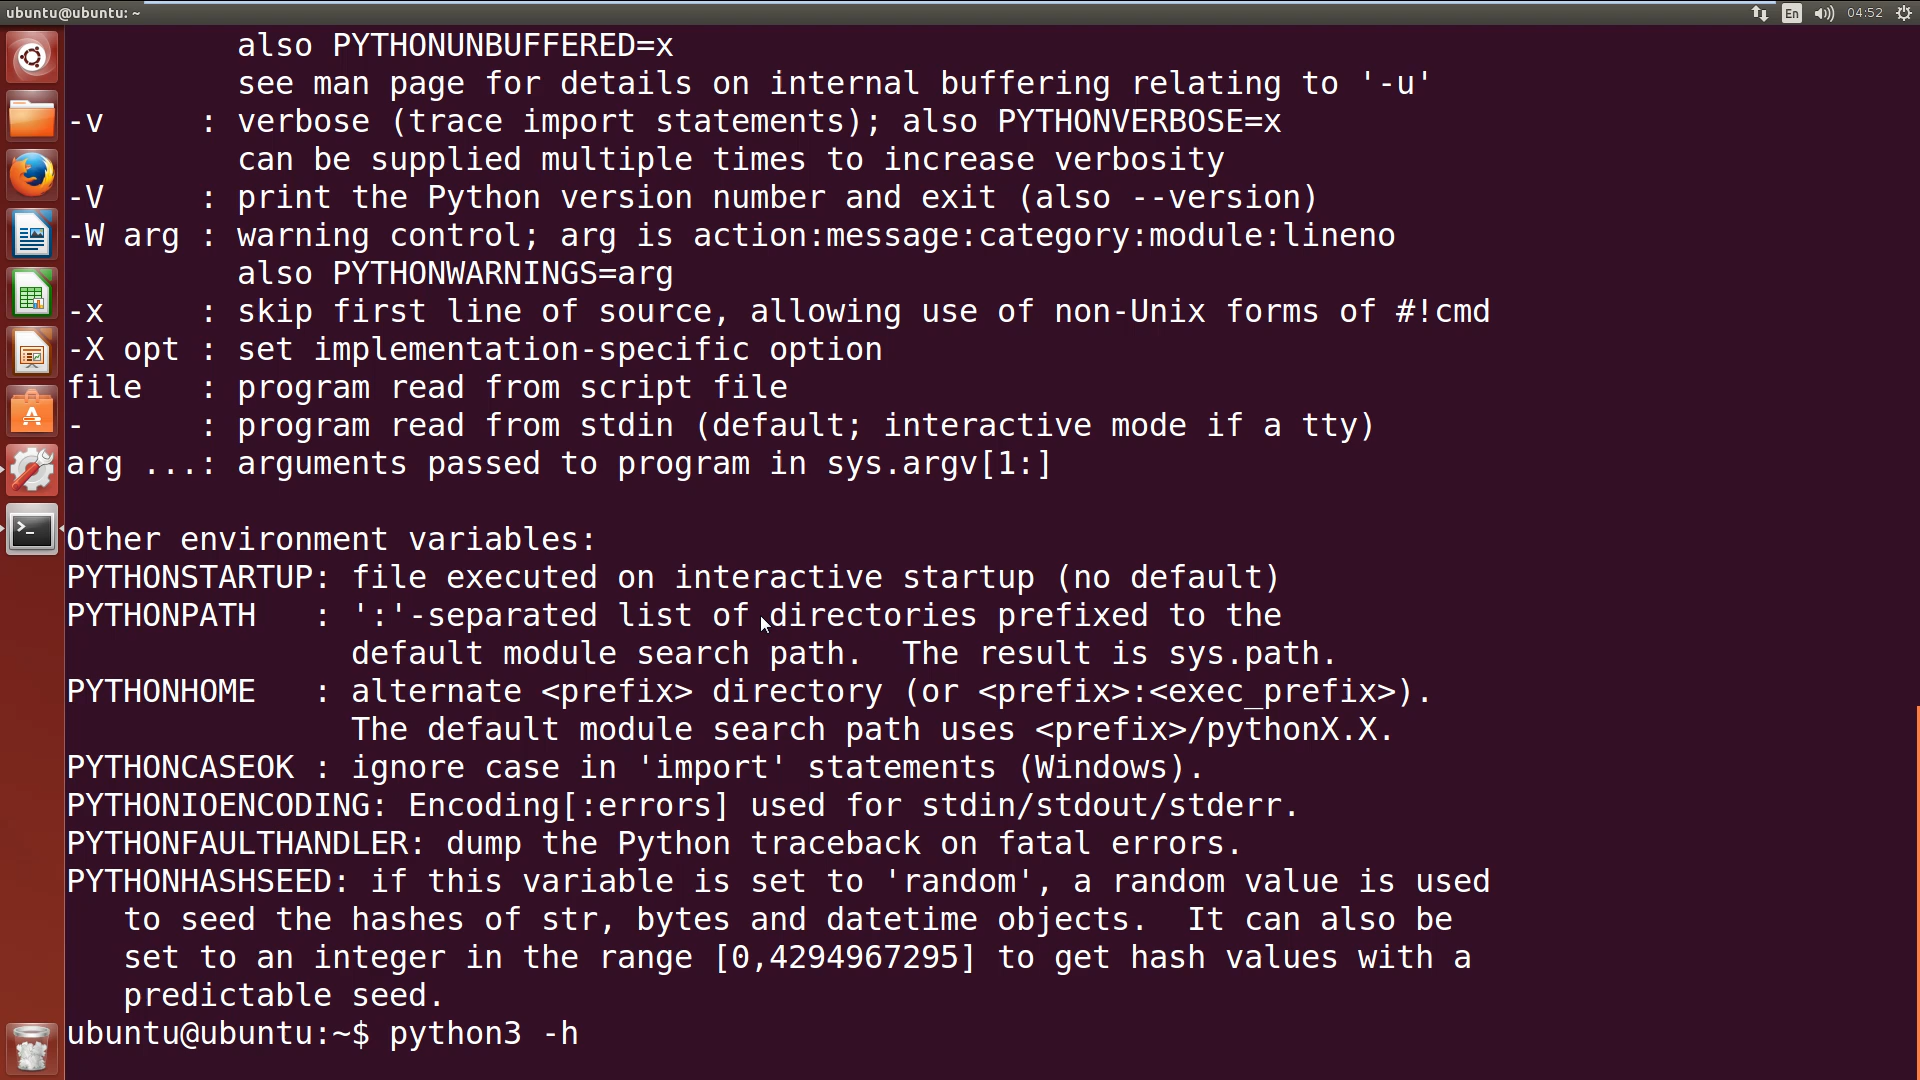 ubuntu@ubuntu: ~
En
04:52
also PYTHONUNBUFFERED=x
see man page for details on internal buffering relating to '-u'
-v     : verbose (trace import statements); also PYTHONVERBOSE=x
can be supplied multiple times to increase verbosity
-V     : print the Python version number and exit (also --version)
-W arg : warning control; arg is action:message:category:module:lineno
also PYTHONWARNINGS=arg
-x     : skip first line of source, allowing use of non-Unix forms of #!cmd
-X opt : set implementation-specific option
file   : program read from script file
-      : program read from stdin (default; interactive mode if a tty)
arg ...: arguments passed to program in sys.argv[1:]
Other environment variables:
PYTHONSTARTUP: file executed on interactive startup (no default)
PYTHONPATH   : ':'-separated list of directories prefixed to the
default module search path.  The result is sys.path.
PYTHONHOME   : alternate <prefix> directory (or <prefix>:<exec_prefix>).
The default module search path uses <prefix>/pythonX.X.
PYTHONCASEOK : ignore case in 'import' statements (Windows).
PYTHONIOENCODING: Encoding[:errors] used for stdin/stdout/stderr.
PYTHONFAULTHANDLER: dump the Python traceback on fatal errors.
PYTHONHASHSEED: if this variable is set to 'random', a random value is used
to seed the hashes of str, bytes and datetime objects.  It can also be
set to an integer in the range [0,4294967295] to get hash values with a
predictable seed.
ubuntu@ubuntu:~$ python3 -h